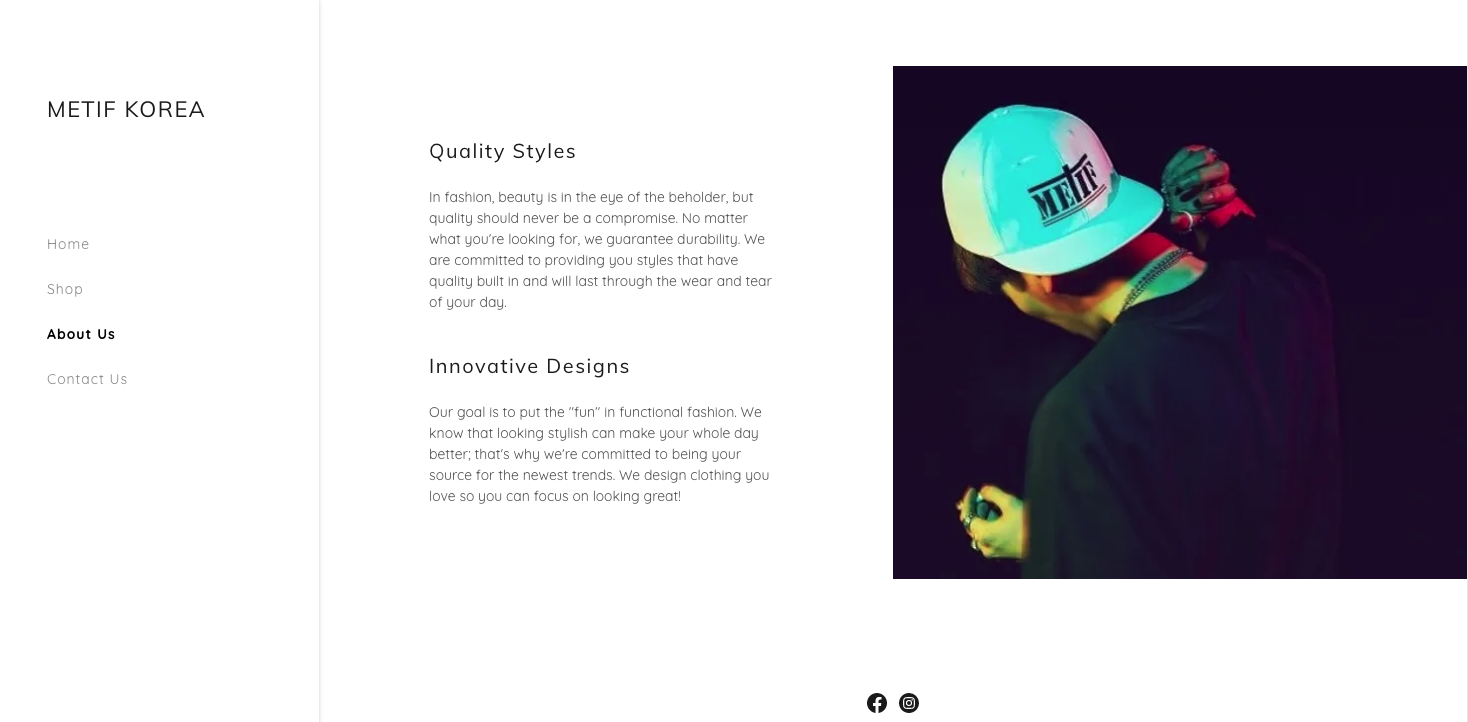 METIF KOREA
Home
Shop
About Us
Contact Us
Quality Styles
In fashion, beauty is in the eye of the beholder, but
quality should never be a compromise. No matter
what you're looking for, we guarantee durability. We
are committed to providing you styles that have
quality built in and will last through the wear and tear
of your day.
Innovative Designs
Our goal is to put the "fun" in functional fashion. We
know that looking stylish can make your whole day
better; that's why we're committed to being your
source for the newest trends. We design clothing you
love so you can focus on looking great!
METIF